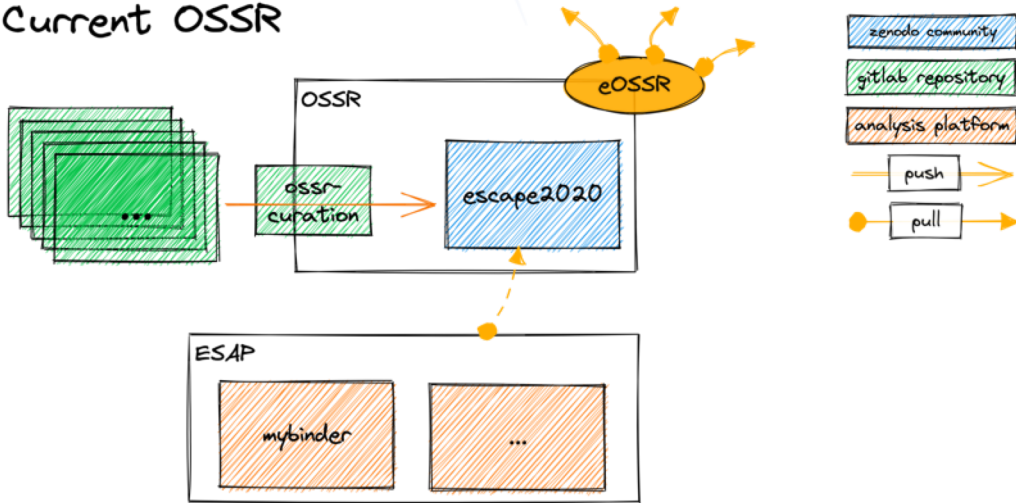 Current OSSR
eOSSR
OSSR
...
ossr-
curation
escape2020
ESAP
mybinder
...
zenodo community
gitlab repository
analysis platform
push
pull